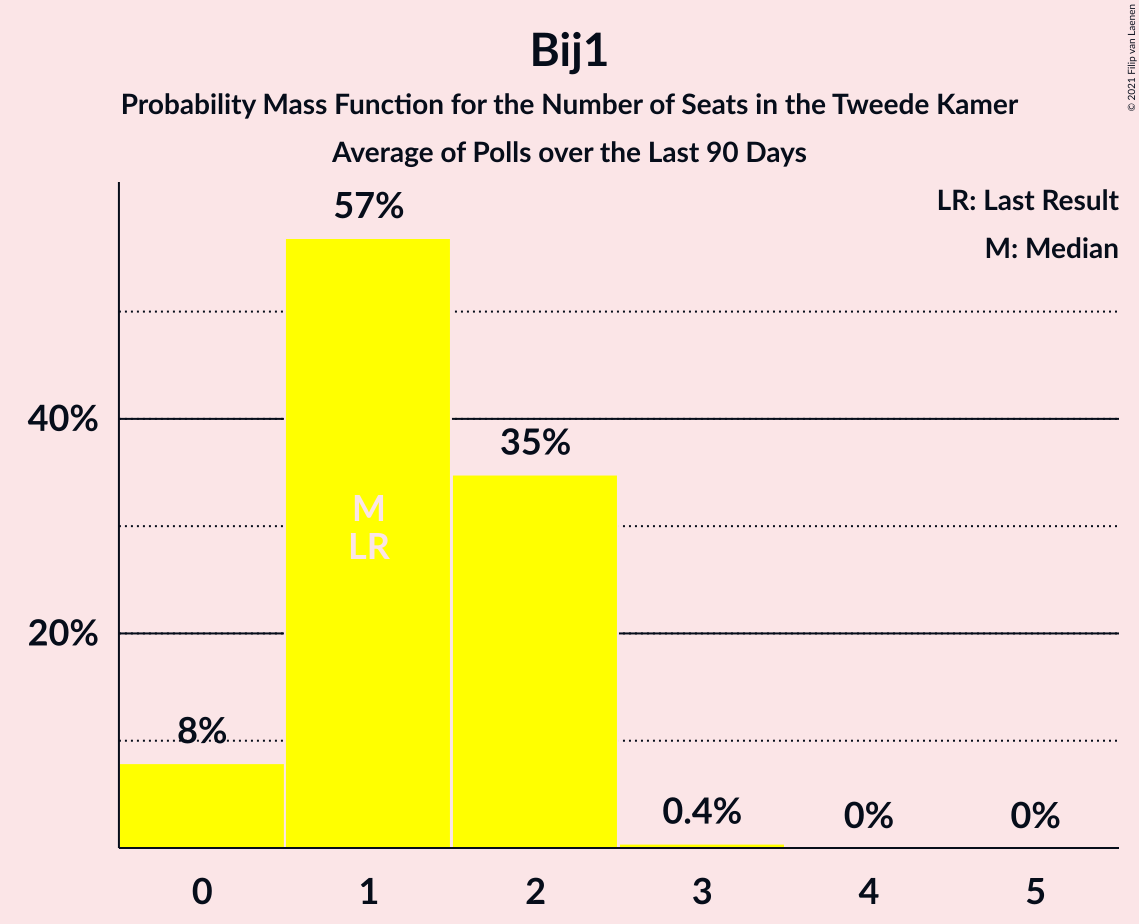 Bij1
Probability Mass Function for the Number of Seats in the Tweede Kamer
Average of Polls over the Last 90 Days
© 2021 Filip van Laenen
LR: Last Result
M: Median
57%
40%
35%
M
LR
20%
8%
0.4%
0%
0%
0 1 2 3 4 5